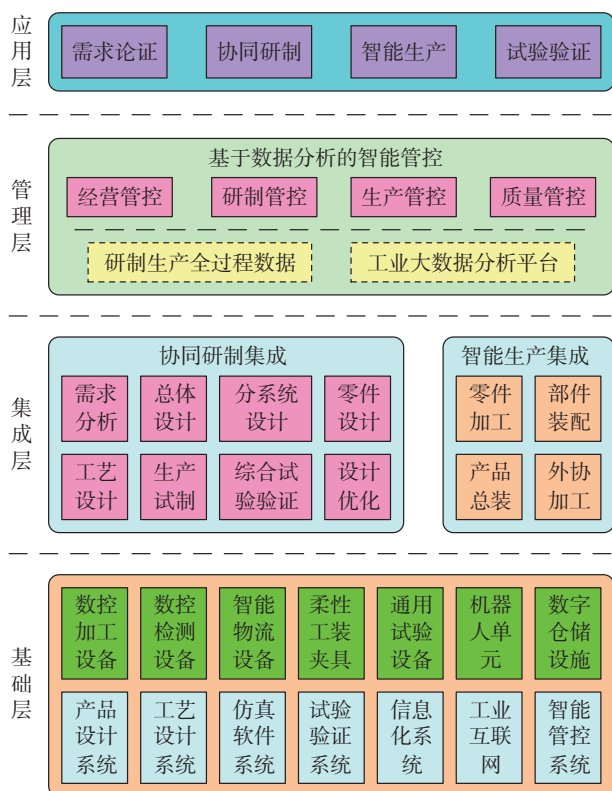 应用层
需求论证
协同研制
智能生产
试验验证
管理层
基于数据分析的智能管控
经营管控
研制管控
生产管控
质量管控
研制生产全过程数据
工业大数据分析平台
集成层
协同研制集成
需求
分析
总体
设计
分系统
设计
零件
设计
工艺
设计
生产
试制
综合试
验验证
设计
优化
智能生产集成
零件
加工
部件
装配
产品
总装
外协
加工
基础层
数控
加工
设备
数控
检测
设备
智能
物流
设备
柔性
工装
夹具
通用
试验
设备
机器
人单
元
数字
仓储
设施
产品
设计
系统
工艺
设计
系统
仿真
软件
系统
试验
验证
系统
信息
化系
统
工业
互联
网
智能
管控
系统